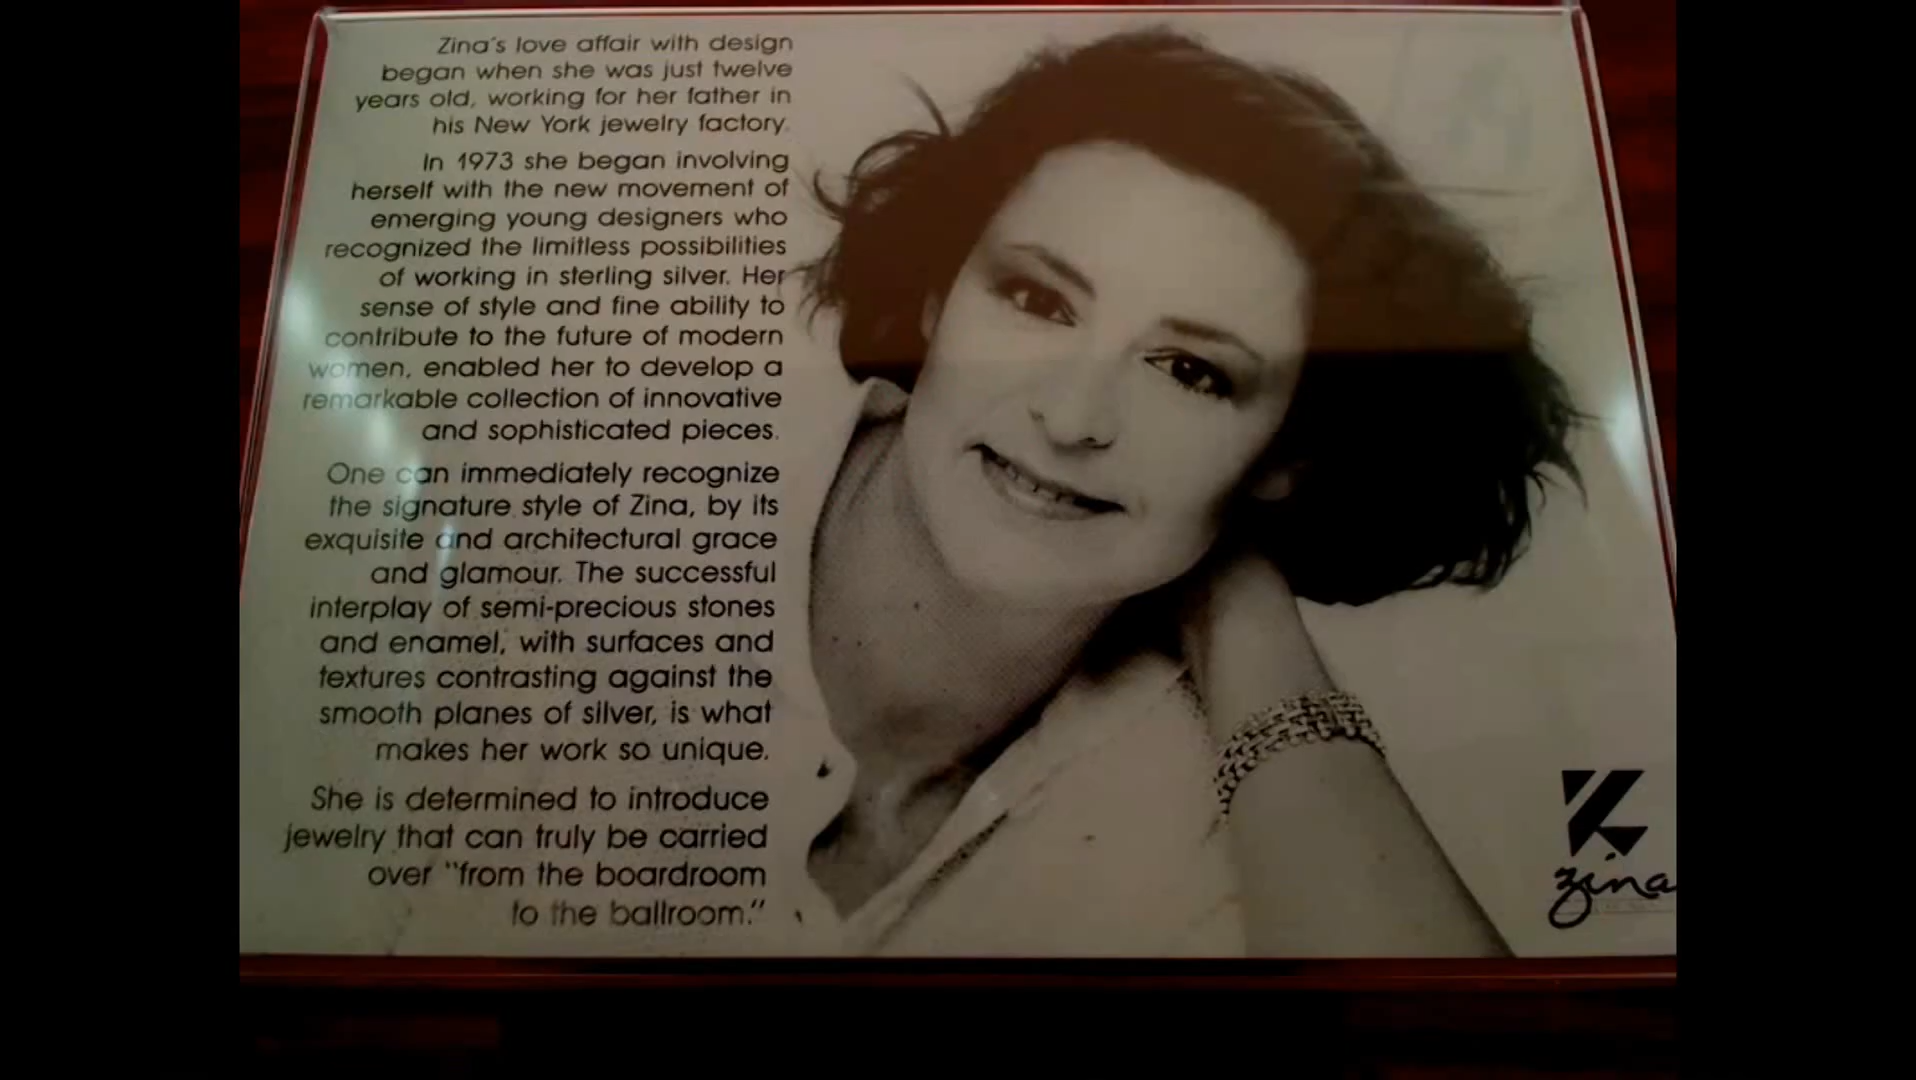 Zina's love affair with design
began when she was just twelve
years old, working for her father in
his New York jewelry factory.
In 1973 she began involving
herself with the new movement of
emerging young designers who
recognized the limitless possibilities
of working in sterling silver. Her
sense of style and fine ability to
contribute to the future of modern
women, enabled her to develop a
remarkable collection of innovative
and sophisticated pieces.
One can immediately recognize
the signature style of Zina, by its
exquisite and architectural grace
and glamour. The successful
interplay of semi-precious stones
and enamel, with surfaces and
textures contrasting against the
smooth planes of silver, is what
makes her work so unique.
She is determined to introduce
jewelry that can truly be carried
over "from the boardroom
to the ballroom."
zina